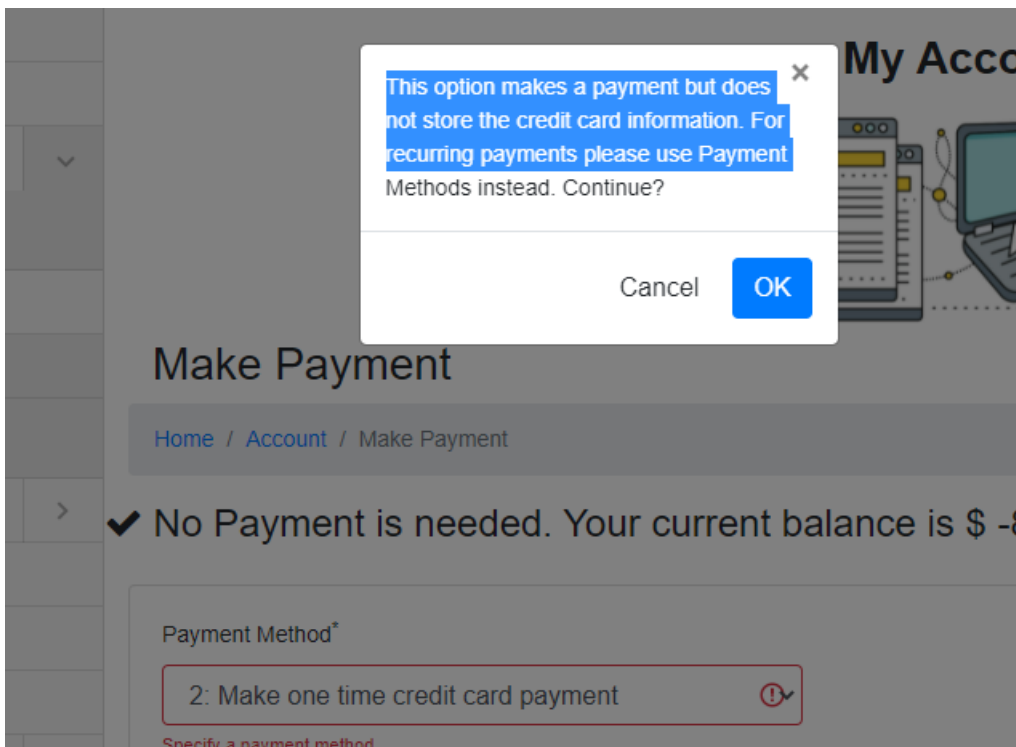 My Acco
This option makes a payment but does
not store the credit card information. For
recurring payments please use Payment
Methods instead. Continue?
Cancel
OK
Make Payment
Home / Account / Make Payment
No Payment is needed. Your current balance is $ -8
Payment Method*
2: Make one time credit card payment
Specify a payment method